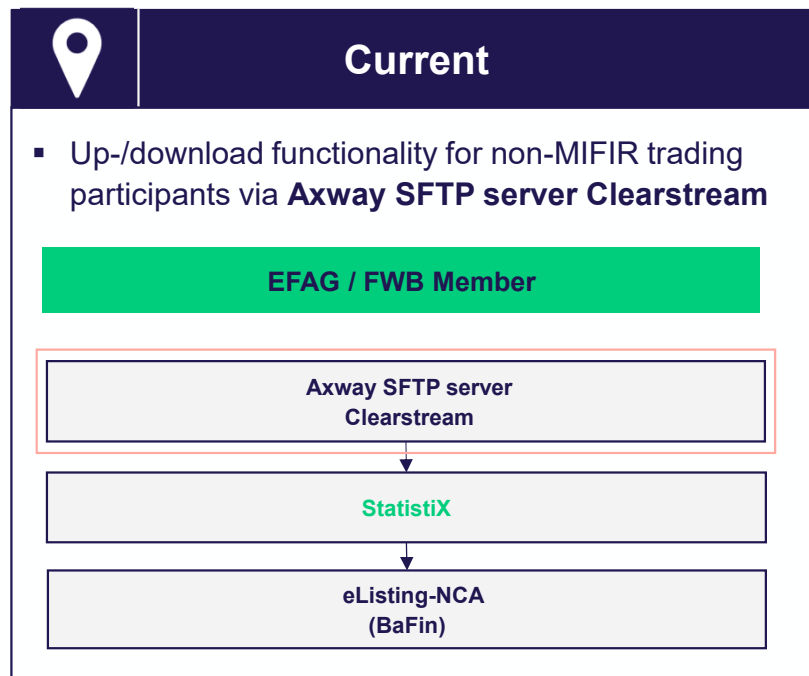 Current
▪ Up-/download functionality for non-MIFIR trading
participants via Axway SFTP server Clearstream
EFAG / FWB Member
Axway SFTP server
Clearstream
StatistiX
eListing-NCA
(BaFin)